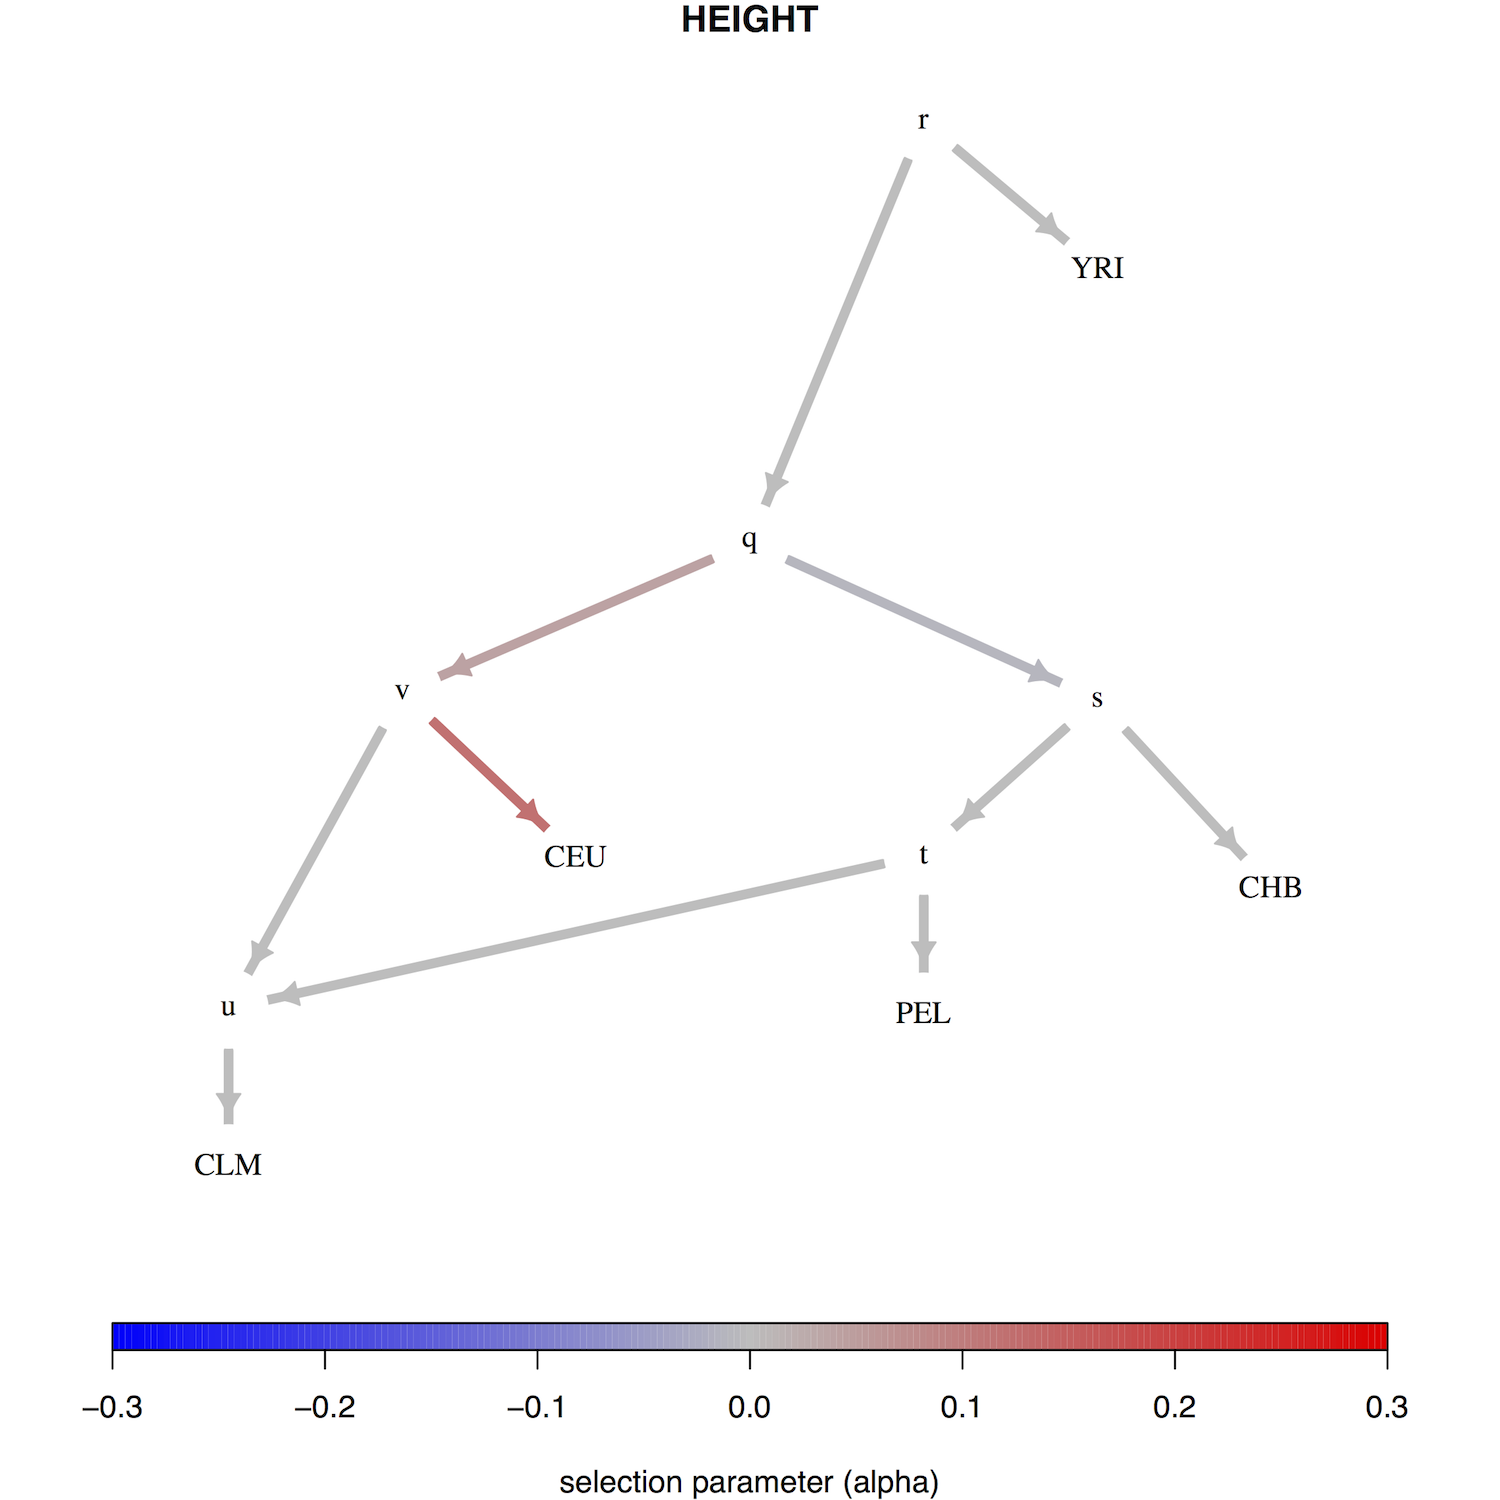 HEIGHT
r
YRI
q
v
s
CEU
t
CHB
u
PEL
CLM
−0.3 −0.2 −0.1 0.0 0.1 0.2 0.3
selection parameter (alpha)